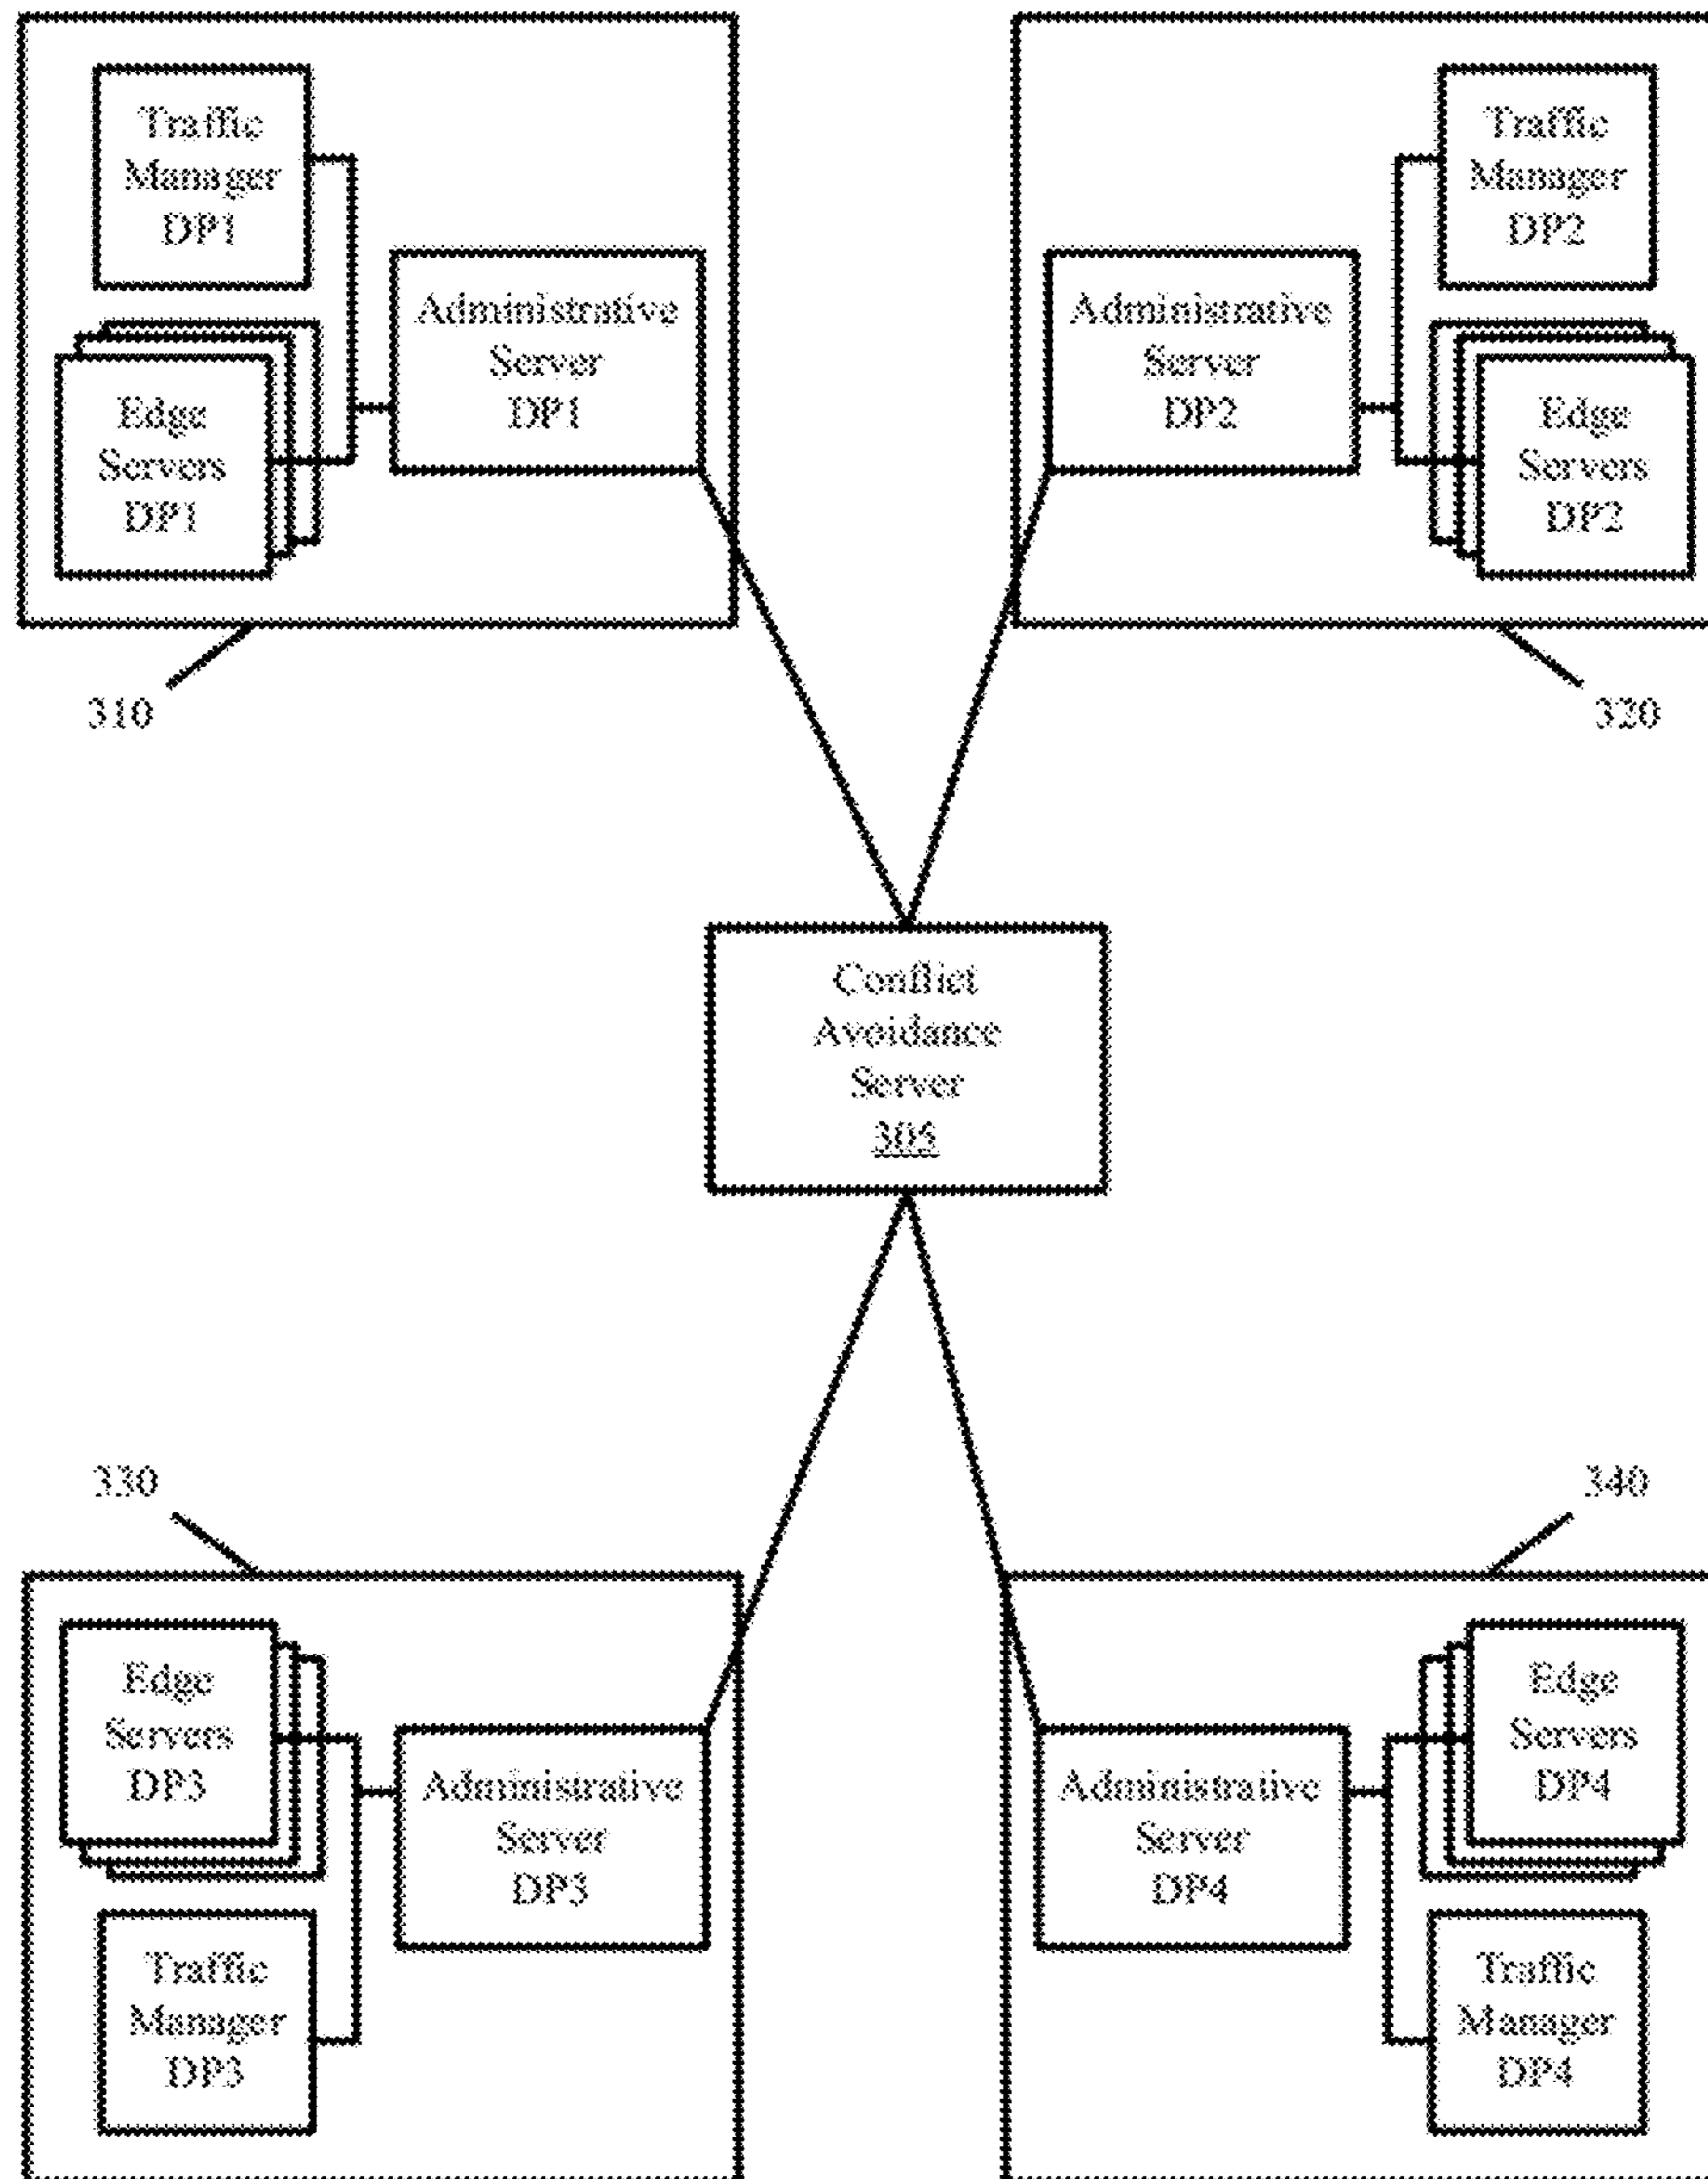 Traffic
Manager
DP1
Administrative
Server
DP1
Edge
Servers
DP1
310
Traffic
Manager
DP2
Administrative
Server
DP2
Edge
Servers
DP2
320
Conflict
Avoidance
Server
305
330
Edge
Servers
DP3
Administrative
Server
DP3
Traffic
Manager
DP3
340
Edge
Servers
DP4
Administrative
Server
DP4
Traffic
Manager
DP4